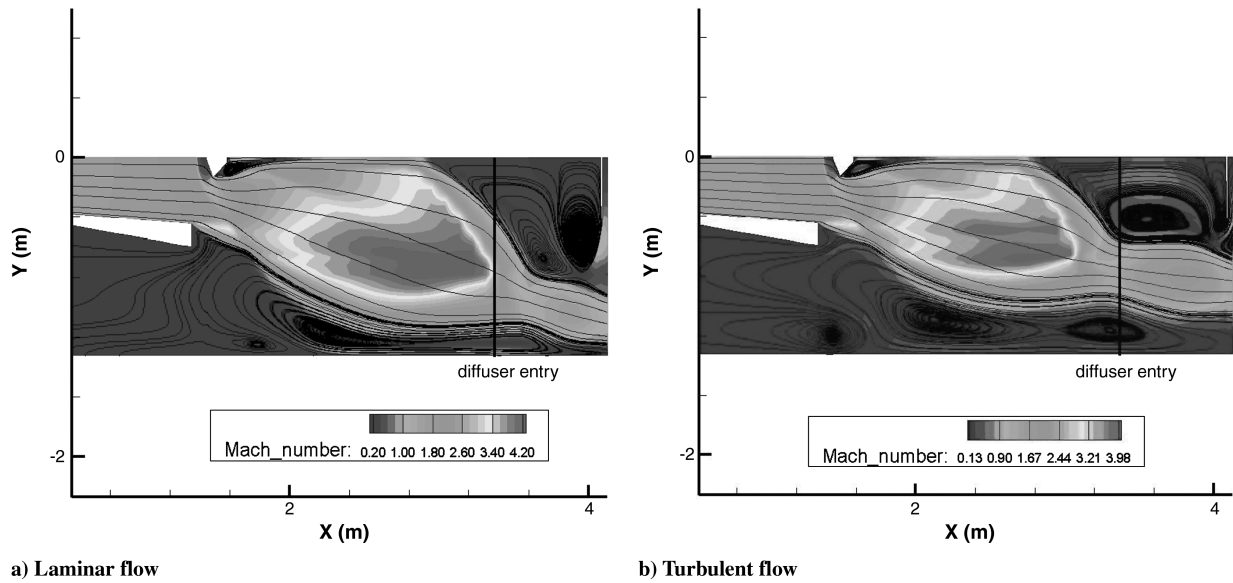 0
Y (m)
-2
diffuser entry
Mach_number: 0.20 1.00 1.80 2.60 3.40 4.20
2
4
X (m)
a) Laminar flow
0
Y (m)
-2
diffuser entry
Mach_number: 0.13 0.90 1.67 2.44 3.21 3.98
2
4
X (m)
b) Turbulent flow